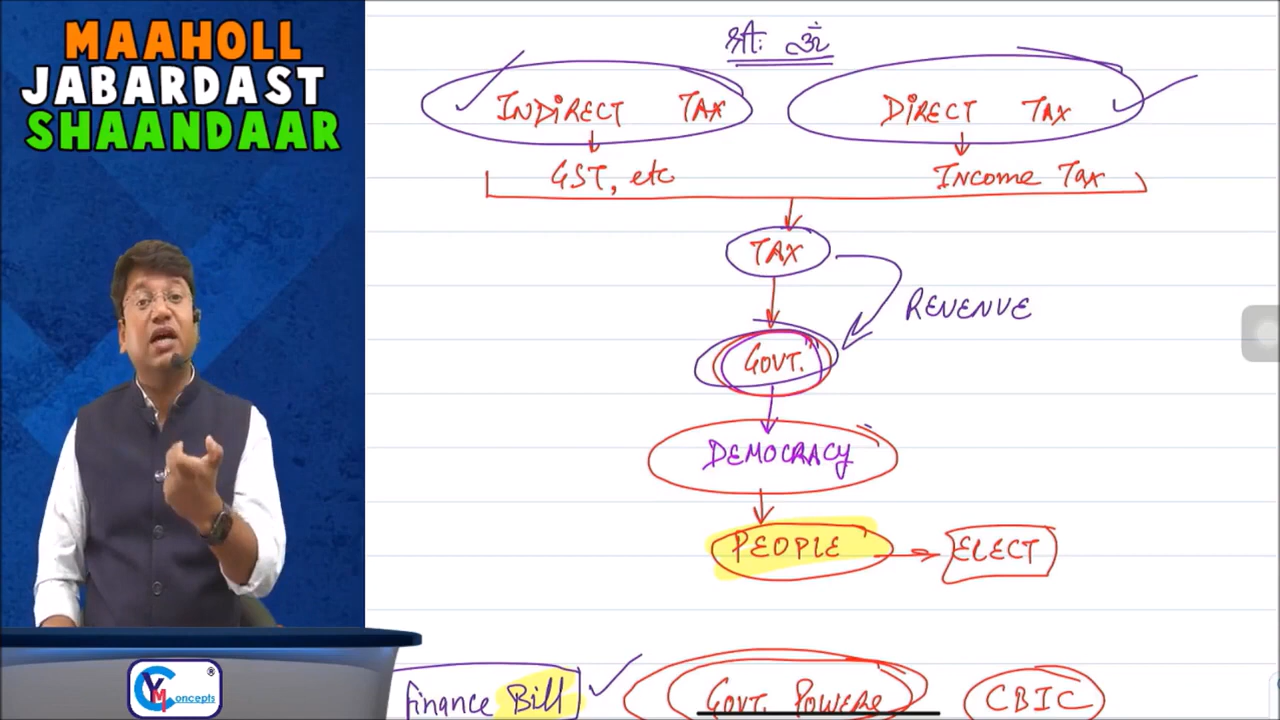 MAAHOLL
JABARDAST
SHAANDAAR
INDIRECT TAX
DIRECT TAX
GST, etc
Income Tax
TAX
REVENUE
GOVT.
DEMOCRACY
PEOPLE
ELECT
Finance Bill
GOVT. POWERS
CBIC
YM Concepts